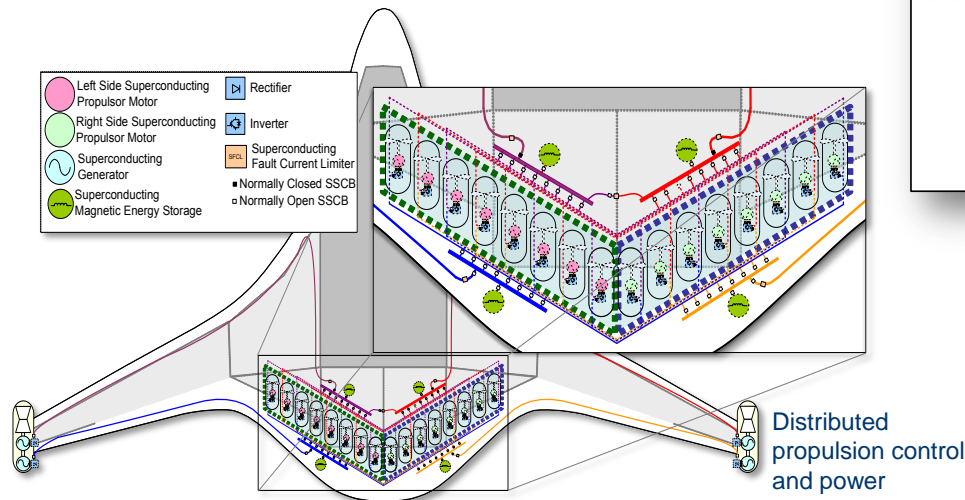 Left Side Superconducting
Propulsor Motor
Right Side Superconducting
Propulsor Motor
Superconducting
Generator
Superconducting
Magnetic Energy Storage
Rectifier
Inverter
SFCL
Superconducting
Fault Current Limiter
Normally Closed SSCB
Normally Open SSCB
Distributed
propulsion control
and power